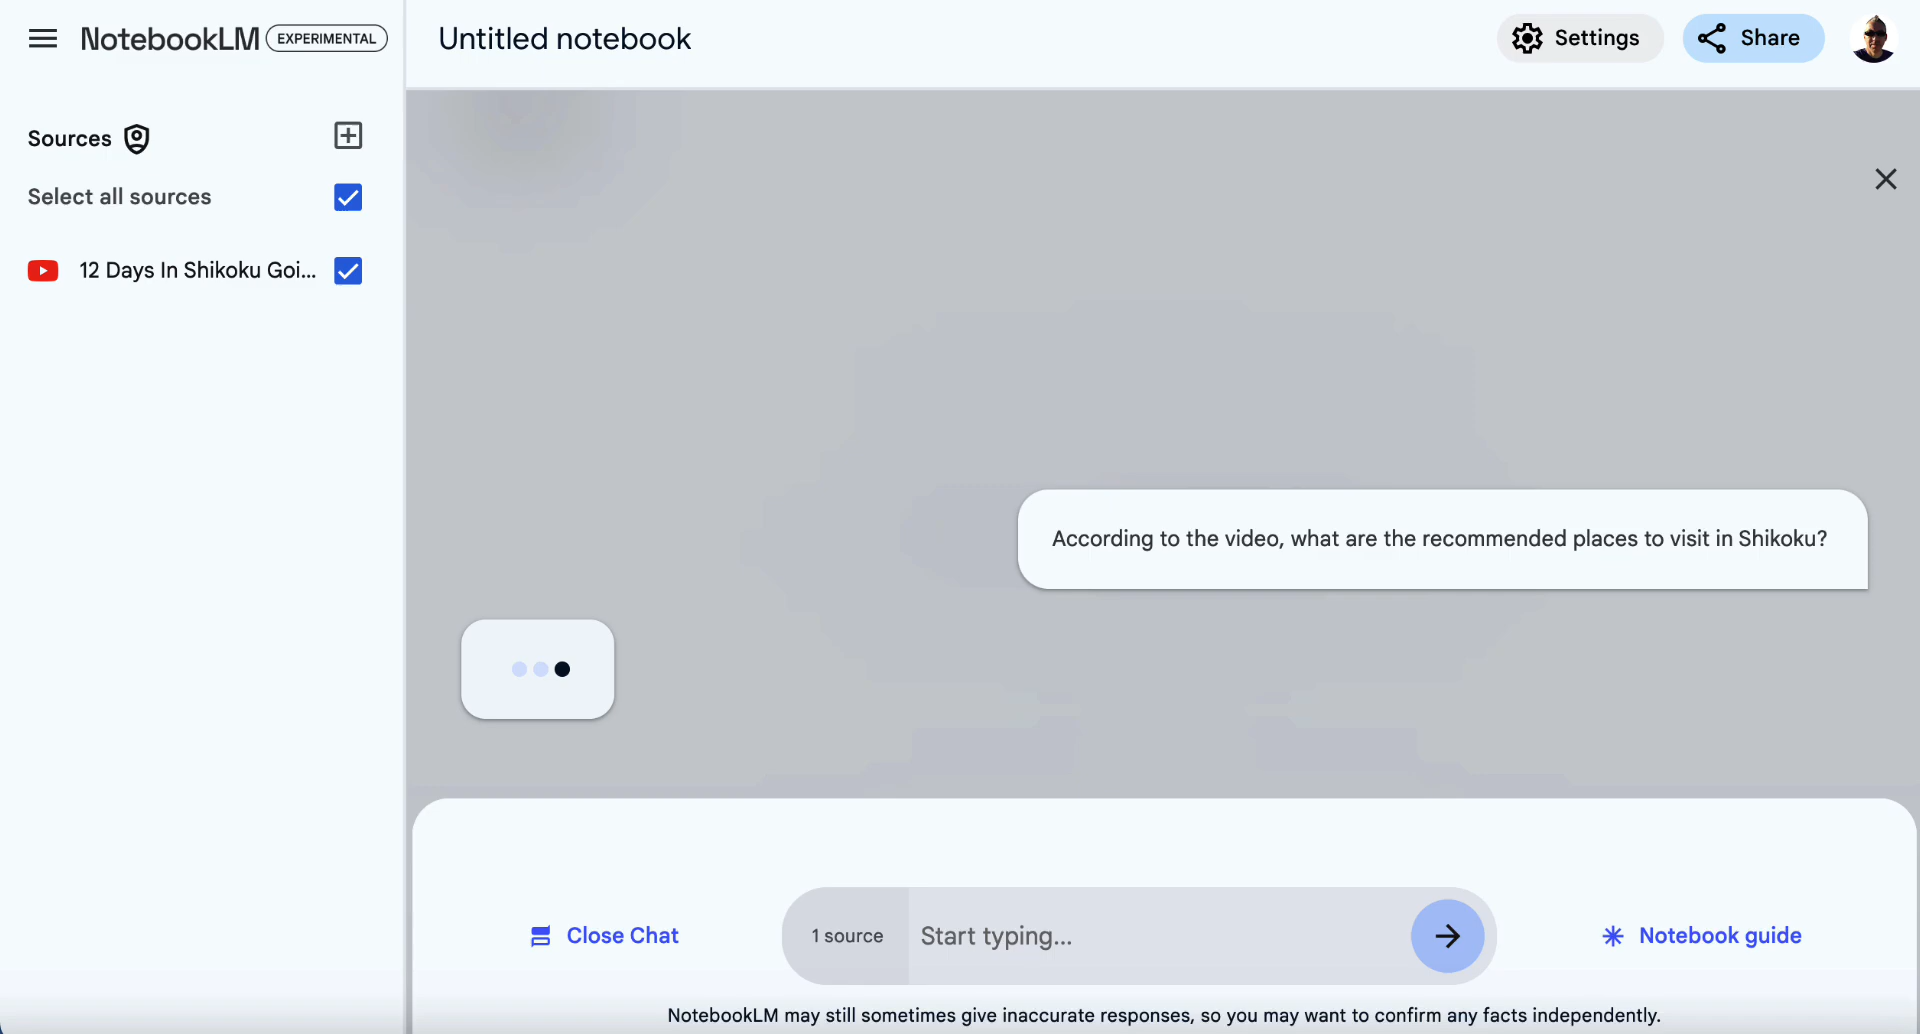 NotebookLM EXPERIMENTAL
Untitled notebook
Settings
Share
Sources
Select all sources
12 Days In Shikoku Goi...
According to the video, what are the recommended places to visit in Shikoku?
Close Chat
1 source
Start typing...
Notebook guide
NotebookLM may still sometimes give inaccurate responses, so you may want to confirm any facts independently.